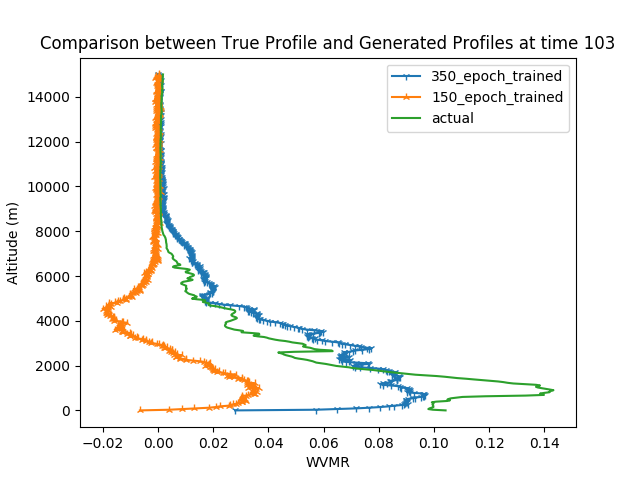 Comparison between True Profile and Generated Profiles at time 103
350_epoch_trained
150_epoch_trained
actual
Altitude (m)
14000
12000
10000
8000
6000
4000
2000
0
−0.02 0.00 0.02 0.04 0.06 0.08 0.10 0.12 0.14
WVMR